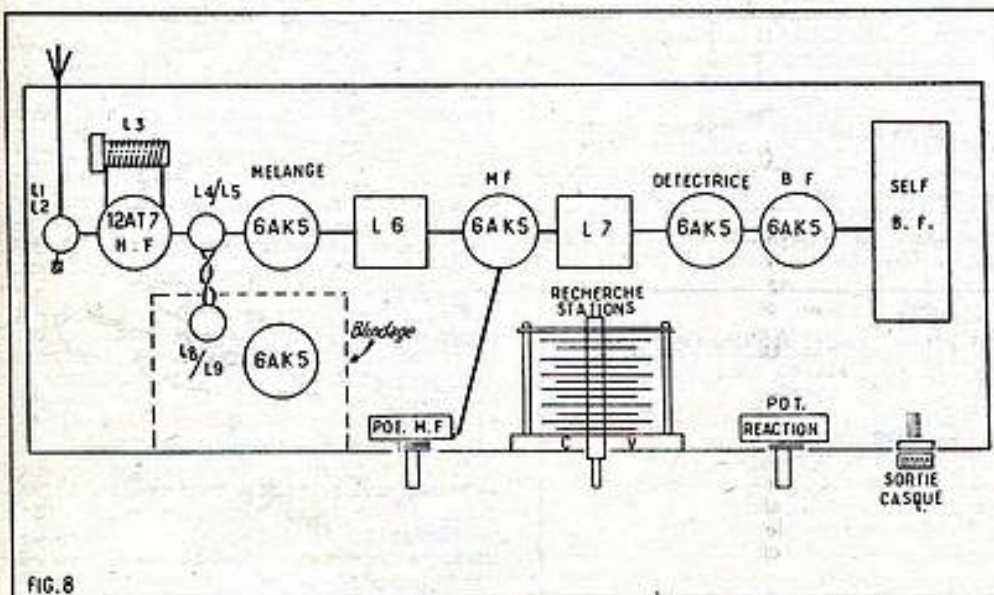 L3
L1
L2
12AT7
H.F
L4/L5
MELANGE
6AK5
L6
MF
6AK5
L7
DETECTRICE
6AK5
BF
6AK5
SELF
B.F.
L8/L9
6AK5
Blindage
RECHERCHE
STATIONS
C V
POT. H.F
POT.
REACTION
SORTIE
CASQUE
FIG.8